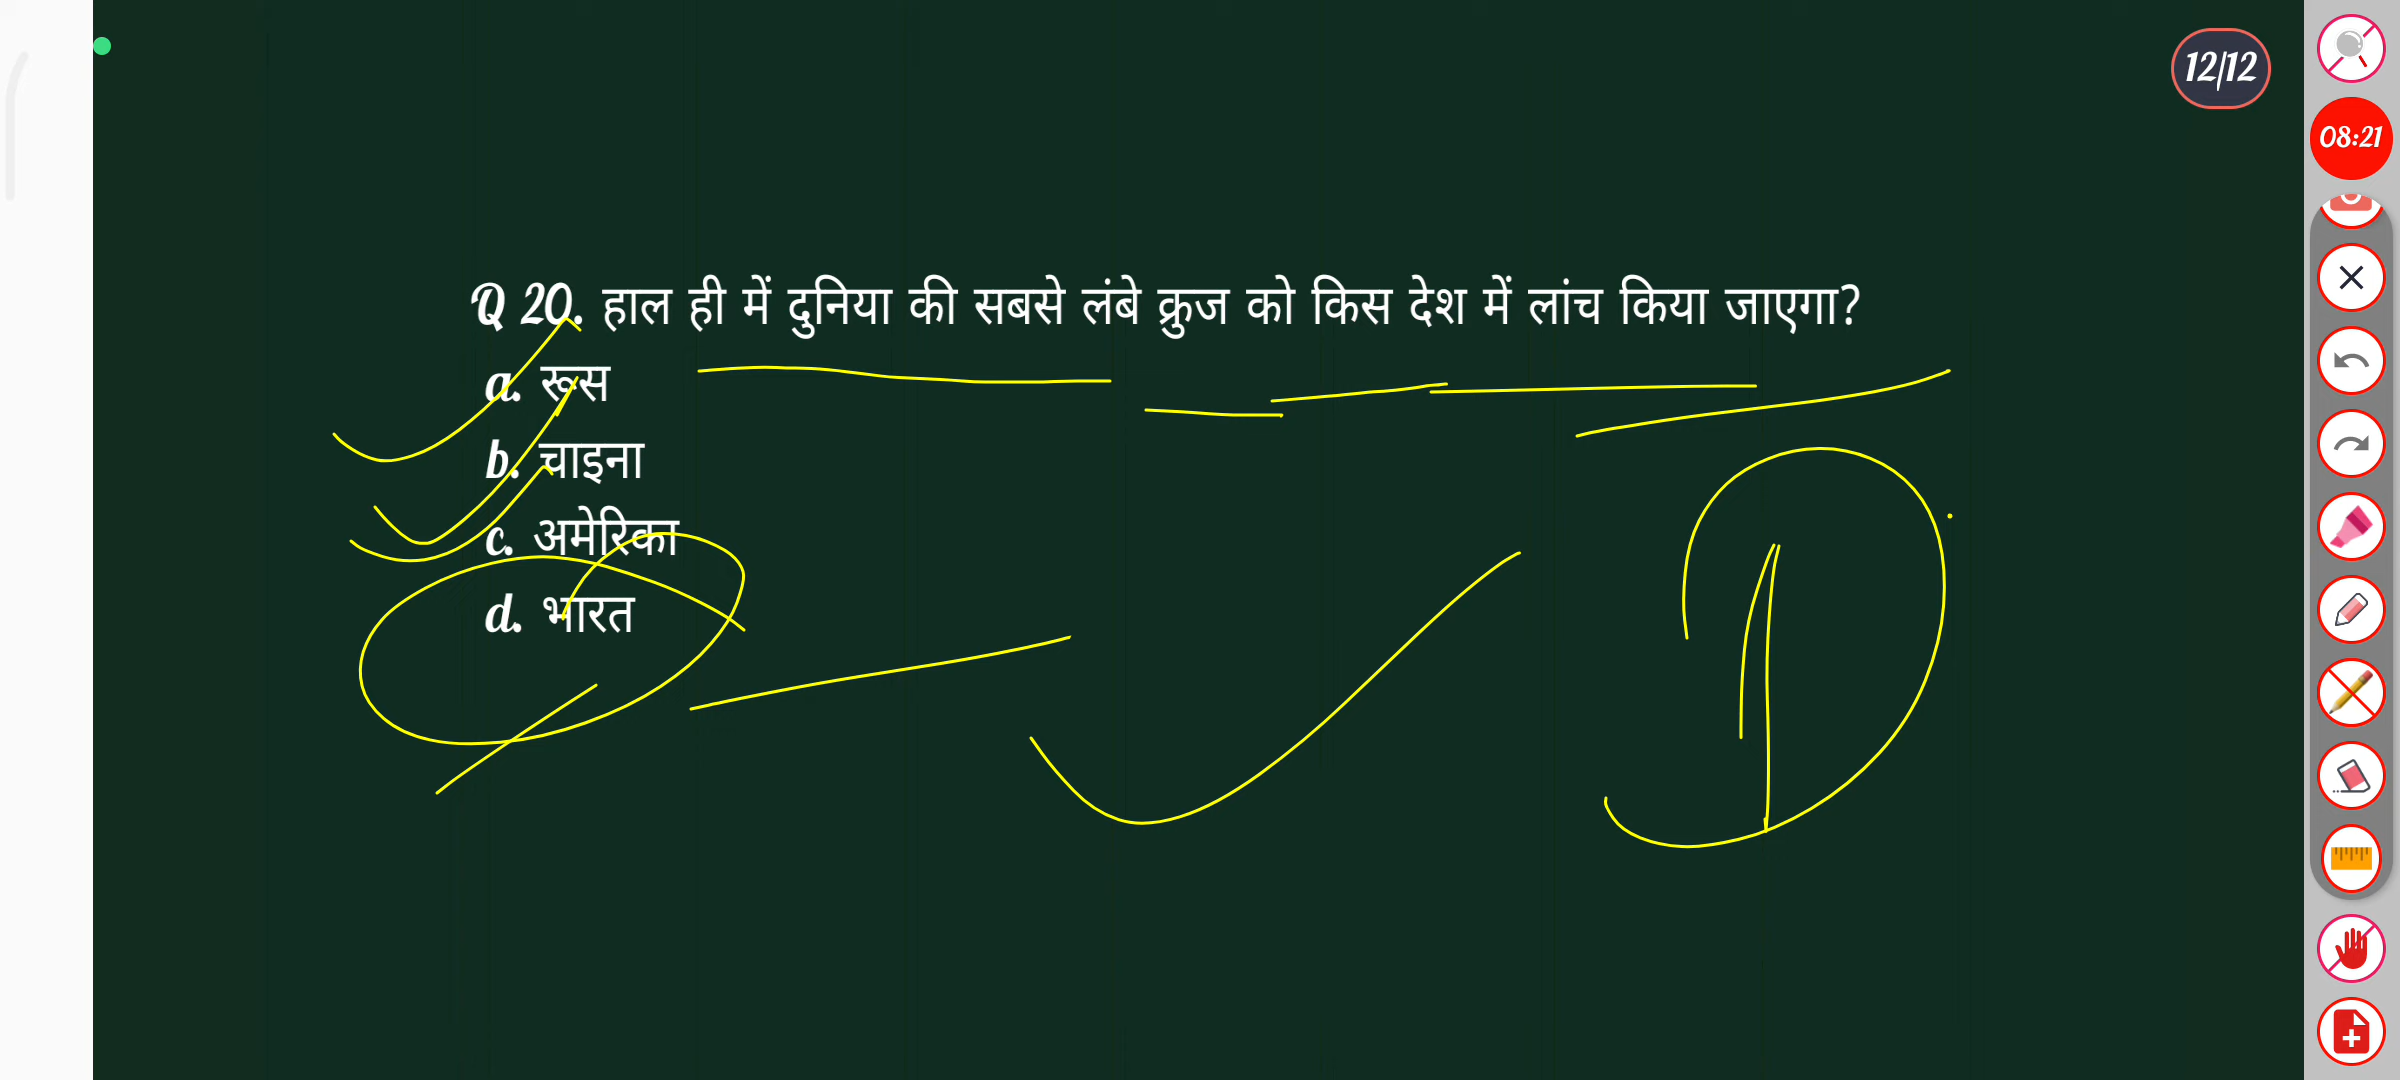 12/12
08:21
Q 20. हाल ही में दुनिया की सबसे लंबे क्रुज को किस देश में लांच किया जाएगा?
a. रूस
b. चाइना
c. अमेरिका
d. भारत
D